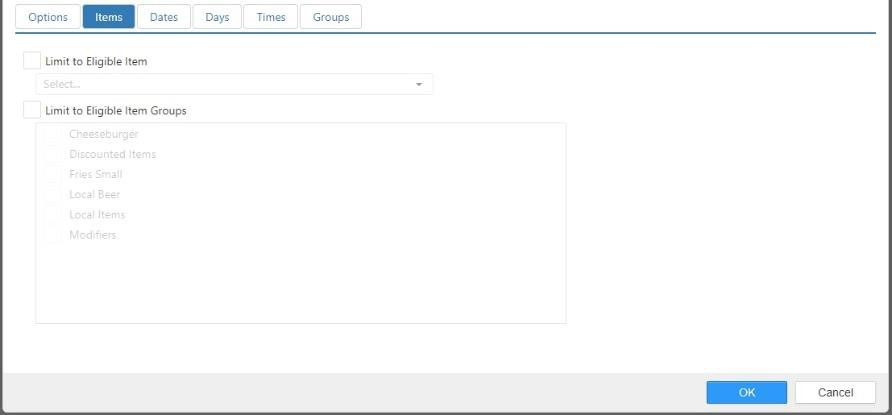 Options Items Dates Days Times Groups
Limit to Eligible Item
Select...
Limit to Eligible Item Groups
Cheeseburger
Discounted Items
Fries Small
Local Beer
Local Items
Modifiers
OK Cancel